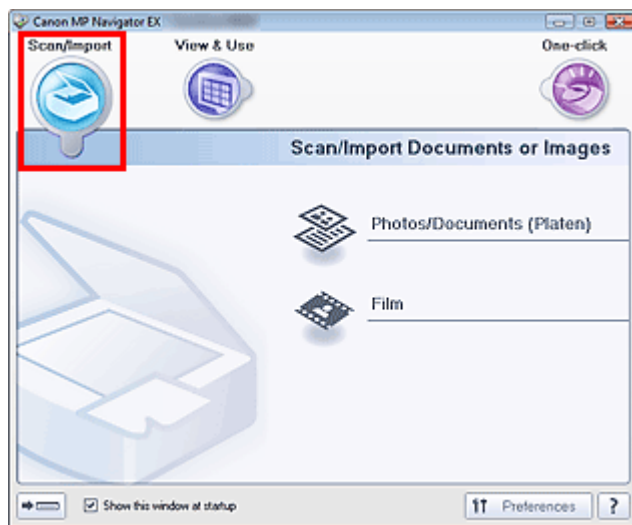 Canon MP Navigator EX
Scan/Import
View & Use
One-click
Scan/Import Documents or Images
Photos/Documents (Platen)
Film
Show this window at startup
Preferences
?